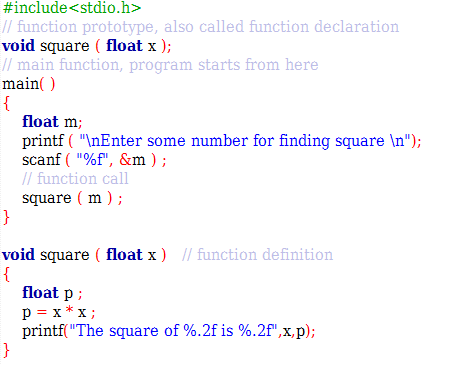 #include<stdio.h>
// function prototype, also called function declaration
void square ( float x );
// main function, program starts from here
main( )
{
float m;
printf ( "\nEnter some number for finding square \n");
scanf ( "%f", &m ) ;
// function call
square ( m ) ;
}
void square ( float x ) // function definition
{
float p ;
p = x * x ;
printf("The square of %.2f is %.2f",x,p);
}